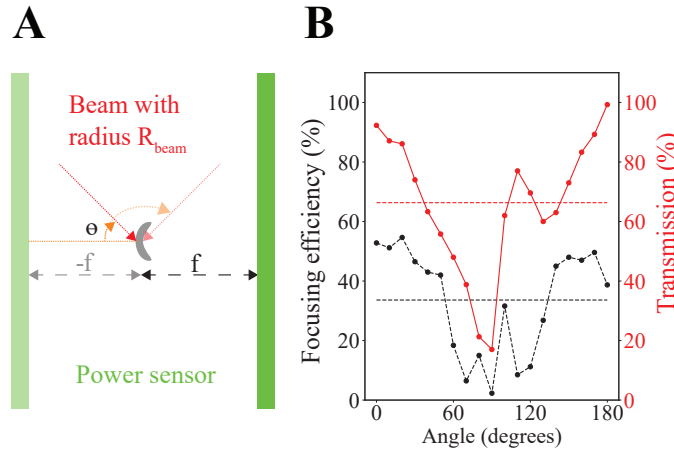 A
Beam with
radius R_beam
ɵ
-f
f
Power sensor
B
Focusing efficiency (%)
100
80
60
40
20
0
0
60
120
180
Angle (degrees)
100
80
60
40
20
0
Transmission (%)